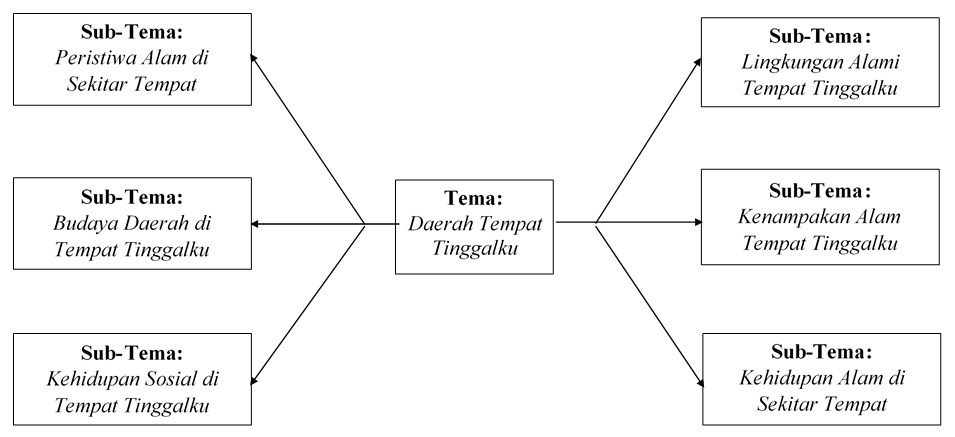 Sub-Tema:
Peristiwa Alam di
Sekitar Tempat
Sub-Tema:
Budaya Daerah di
Tempat Tinggalku
Sub-Tema:
Kehidupan Sosial di
Tempat Tinggalku
Tema:
Daerah Tempat
Tinggalku
Sub-Tema:
Lingkungan Alami
Tempat Tinggalku
Sub-Tema:
Kenampakan Alam
Tempat Tinggalku
Sub-Tema:
Kehidupan Alam di
Sekitar Tempat